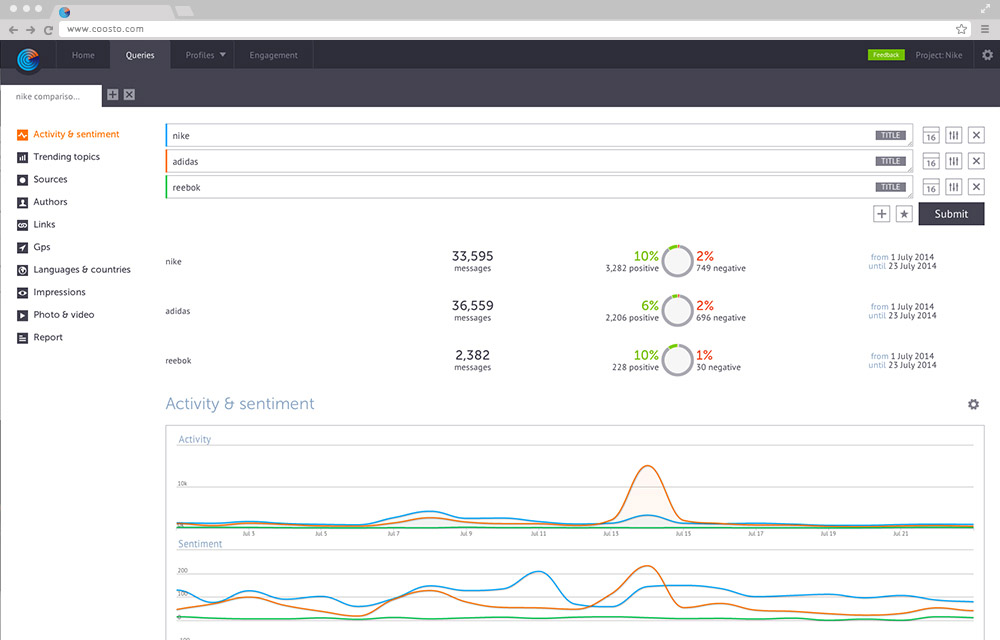 www.coosto.com
Home Queries Profiles Engagement Feedback Project: Nike
nike compariso...
Activity & sentiment
Trending topics
Sources
Authors
Links
Gps
Languages & countries
Impressions
Photo & video
Report
nike TITLE 16
adidas TITLE 16
reebok TITLE 16
Submit
nike 33,595 messages 10% 3,282 positive 2% 749 negative from 1 July 2014 until 23 July 2014
adidas 36,559 messages 6% 2,206 positive 2% 696 negative from 1 July 2014 until 23 July 2014
reebok 2,382 messages 10% 228 positive 1% 30 negative from 1 July 2014 until 23 July 2014
Activity & sentiment
Activity
10k
Jul 3 Jul 5 Jul 7 Jul 9 Jul 11 Jul 13 Jul 15 Jul 17 Jul 19 Jul 21
Sentiment
200
100